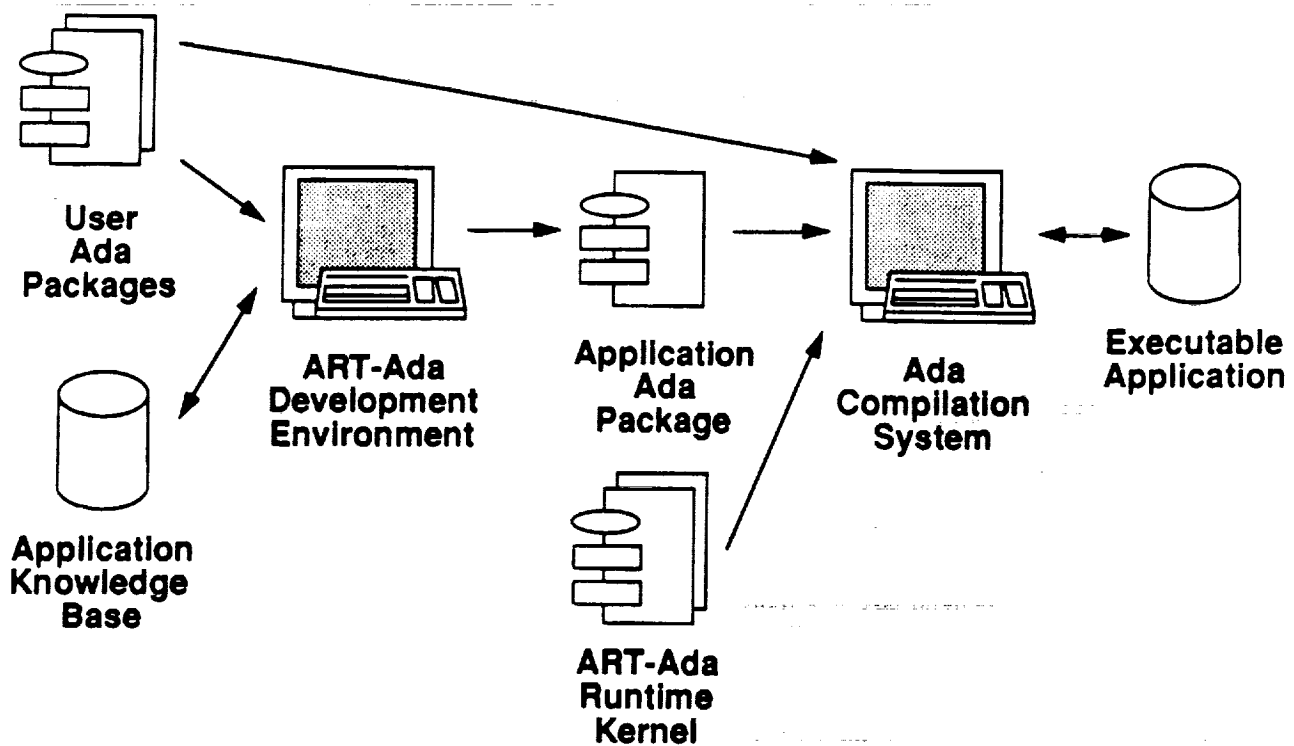 User
Ada
Packages
ART-Ada
Development
Environment
Application
Ada
Package
Ada
Compilation
System
Executable
Application
Application
Knowledge
Base
ART-Ada
Runtime
Kernel